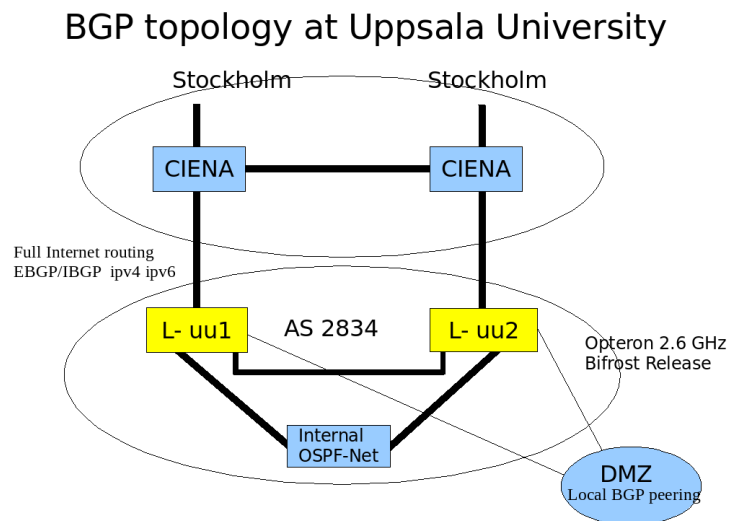 BGP topology at Uppsala University
Stockholm
Stockholm
CIENA
CIENA
Full Internet routing
EBGP/IBGP ipv4 ipv6
L- uu1
AS 2834
L- uu2
Opteron 2.6 GHz
Bifrost Release
Internal
OSPF-Net
DMZ
Local BGP peering